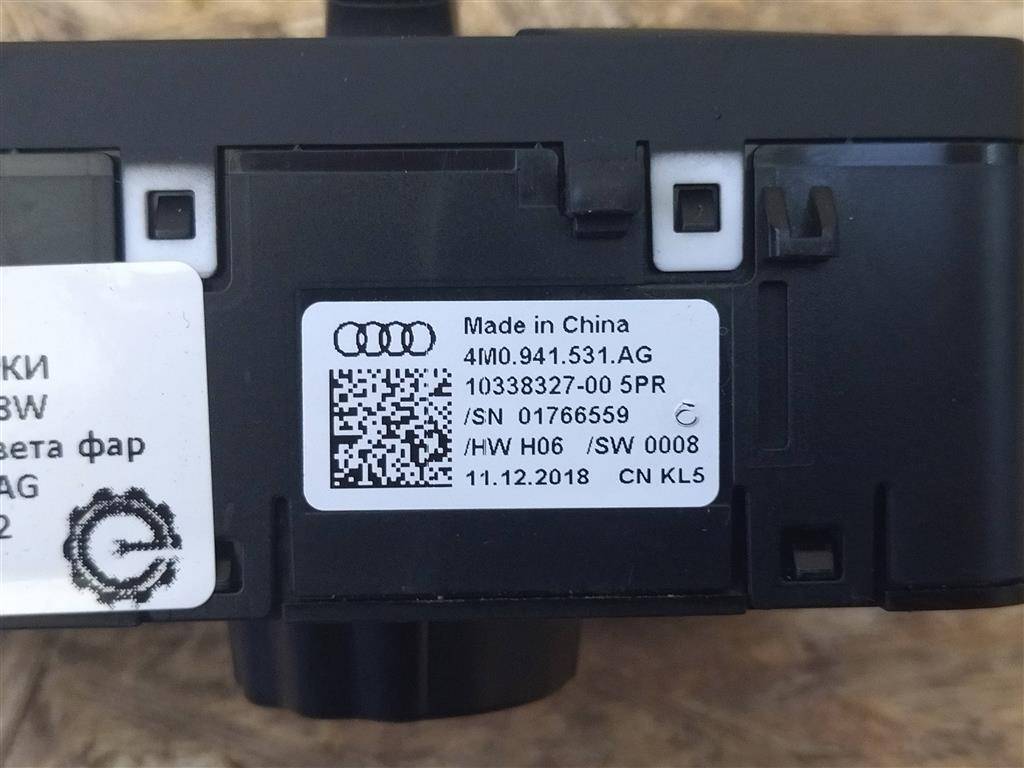 КИ
8W
вета фар
AG
2
Made in China
4M0.941.531.AG
10338327-00 5PR
/SN 01766559
/HW H06 /SW 0008
11.12.2018 CN KL5